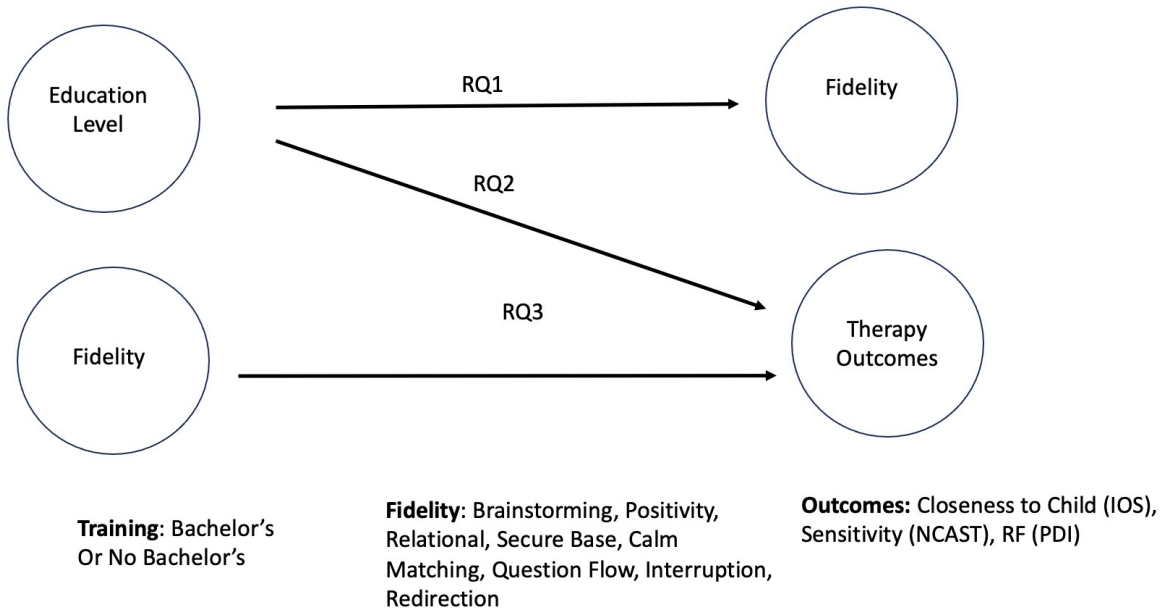 Education
Level
RQ1
Fidelity
RQ2
RQ3
Fidelity
Therapy
Outcomes
Training: Bachelor’s
Or No Bachelor’s
Fidelity: Brainstorming, Positivity,
Relational, Secure Base, Calm
Matching, Question Flow, Interruption,
Redirection
Outcomes: Closeness to Child (IOS),
Sensitivity (NCAST), RF (PDI)